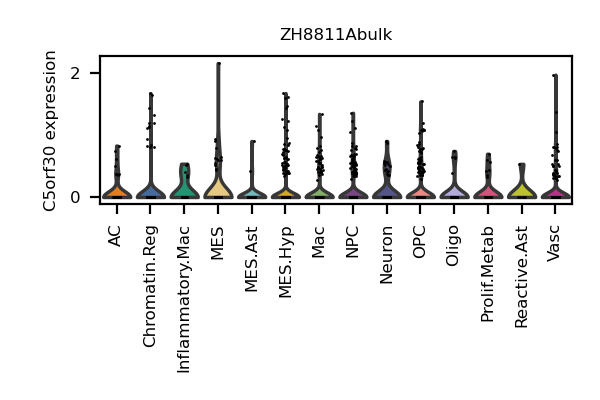 ZH8811Abulk
C5orf30 expression
2
0
AC
Chromatin.Reg
Inflammatory.Mac
MES
MES.Ast
MES.Hyp
Mac
NPC
Neuron
OPC
Oligo
Prolif.Metab
Reactive.Ast
Vasc